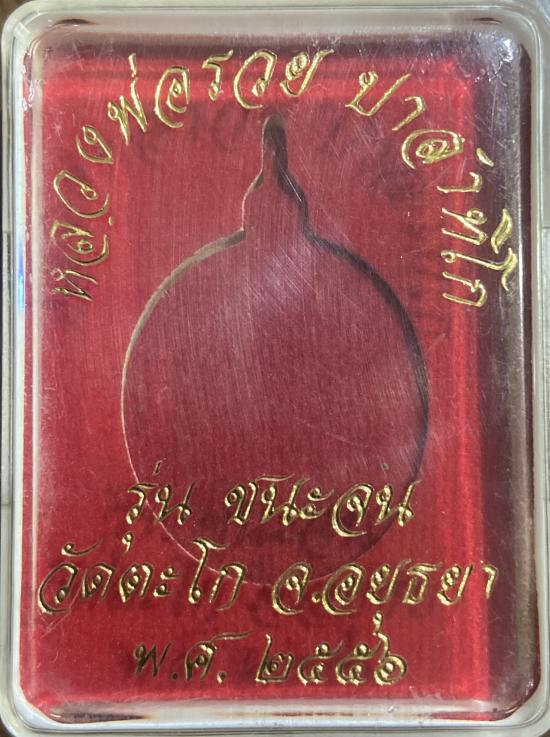 หลวงพ่อรวย ปาล่าทิโก
รุ่น ชนะจน
วัดตะโก จ.อยุธยา
พ.ศ. ๒๕๕๖